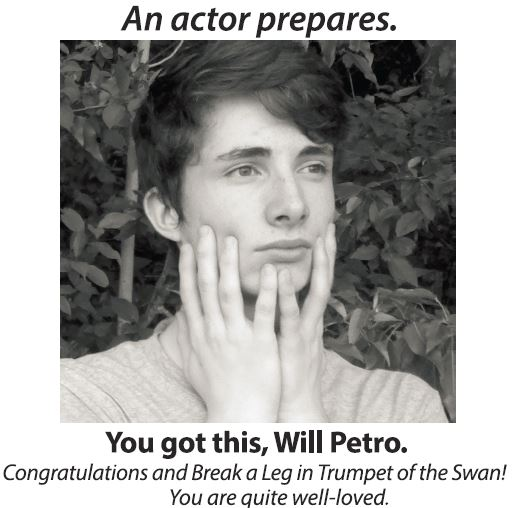 An actor prepares.
You got this, Will Petro.
Congratulations and Break a Leg in Trumpet of the Swan!
You are quite well-loved.